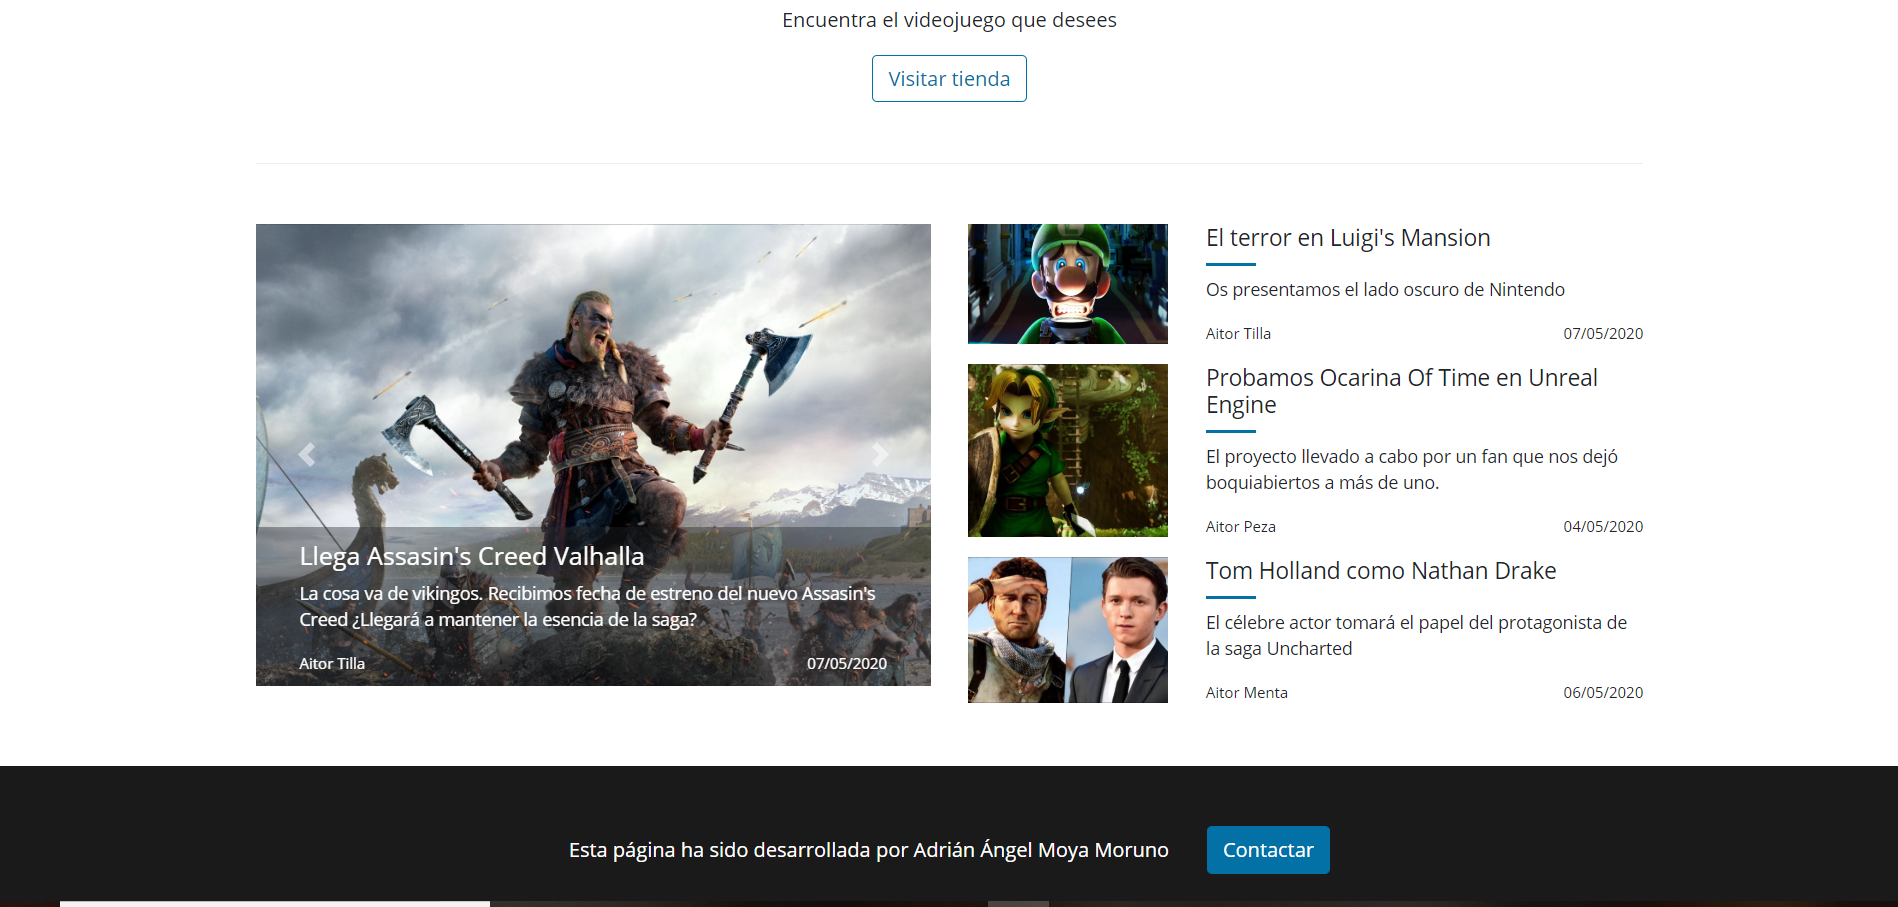 Encuentra el videojuego que desees
Visitar tienda
Llega Assasin's Creed Valhalla
La cosa va de vikingos. Recibimos fecha de estreno del nuevo Assasin's
Creed ¿Llegará a mantener la esencia de la saga?
Aitor Tilla 07/05/2020
El terror en Luigi's Mansion
Os presentamos el lado oscuro de Nintendo
Aitor Tilla 07/05/2020
Probamos Ocarina Of Time en Unreal
Engine
El proyecto llevado a cabo por un fan que nos dejó
boquiabiertos a más de uno.
Aitor Peza 04/05/2020
Tom Holland como Nathan Drake
El célebre actor tomará el papel del protagonista de
la saga Uncharted
Aitor Menta 06/05/2020
Esta página ha sido desarrollada por Adrián Ángel Moya Moruno
Contactar